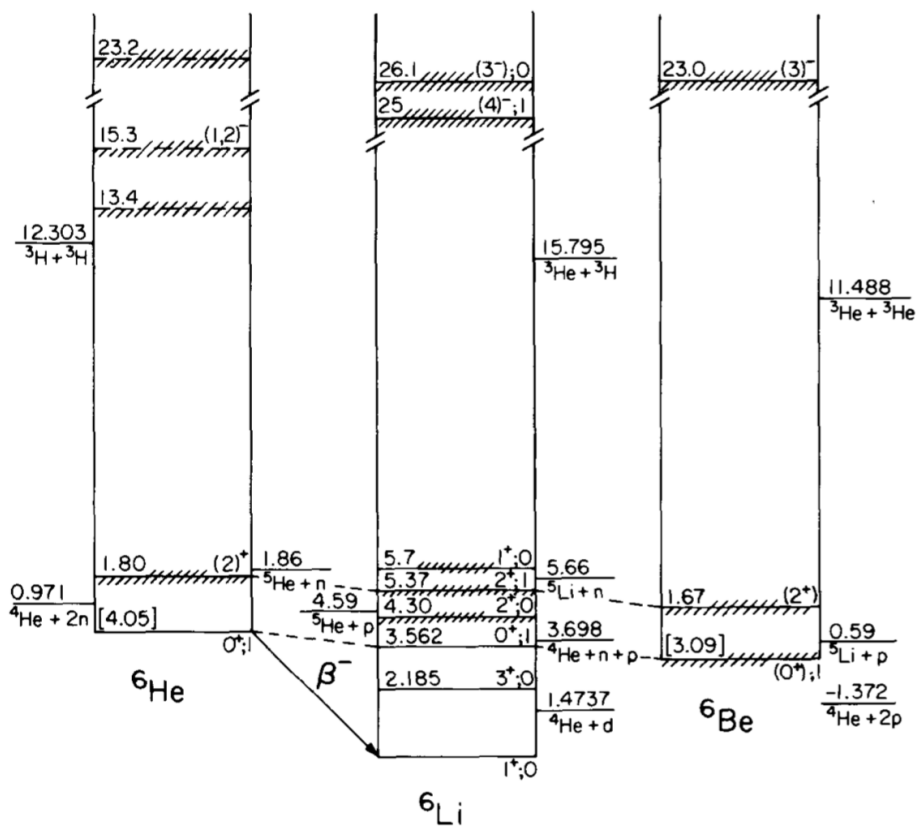 23.2
15.3 (1,2)⁻
13.4
12.303
³H + ³H
1.80 (2)⁺
1.86
⁵He + n
0.971
⁴He + 2n
[4.05]
0⁺;1
⁶He
β⁻
26.1 (3⁻);0
25 (4)⁻;1
15.795
³He + ³H
5.7 1⁺;0
5.37 2⁺;1
5.66
⁵Li + n
4.59
⁵He + p
4.30 2⁺;0
3.562 0⁺;1
3.698
⁴He + n + p
2.185 3⁺;0
1.4737
⁴He + d
1⁺;0
⁶Li
23.0 (3)⁻
11.488
³He + ³He
1.67 (2⁺)
0.59
⁵Li + p
[3.09]
(0⁺);1
-1.372
⁴He + 2p
⁶Be